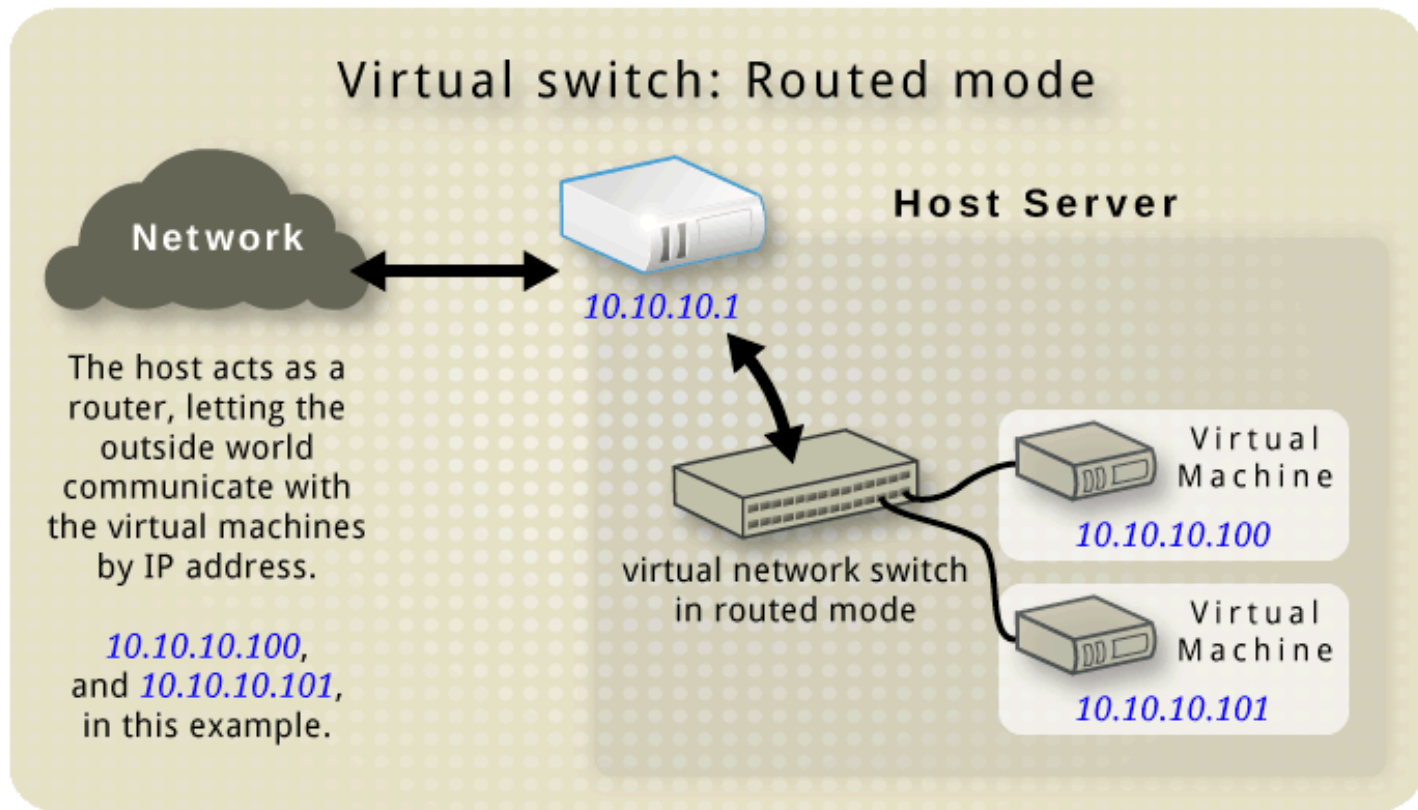 Virtual switch: Routed mode
Network
Host Server
10.10.10.1
The host acts as a
router, letting the
outside world
communicate with
the virtual machines
by IP address.
10.10.10.100,
and 10.10.10.101,
in this example.
virtual network switch
in routed mode
Virtual
Machine
10.10.10.100
Virtual
Machine
10.10.10.101